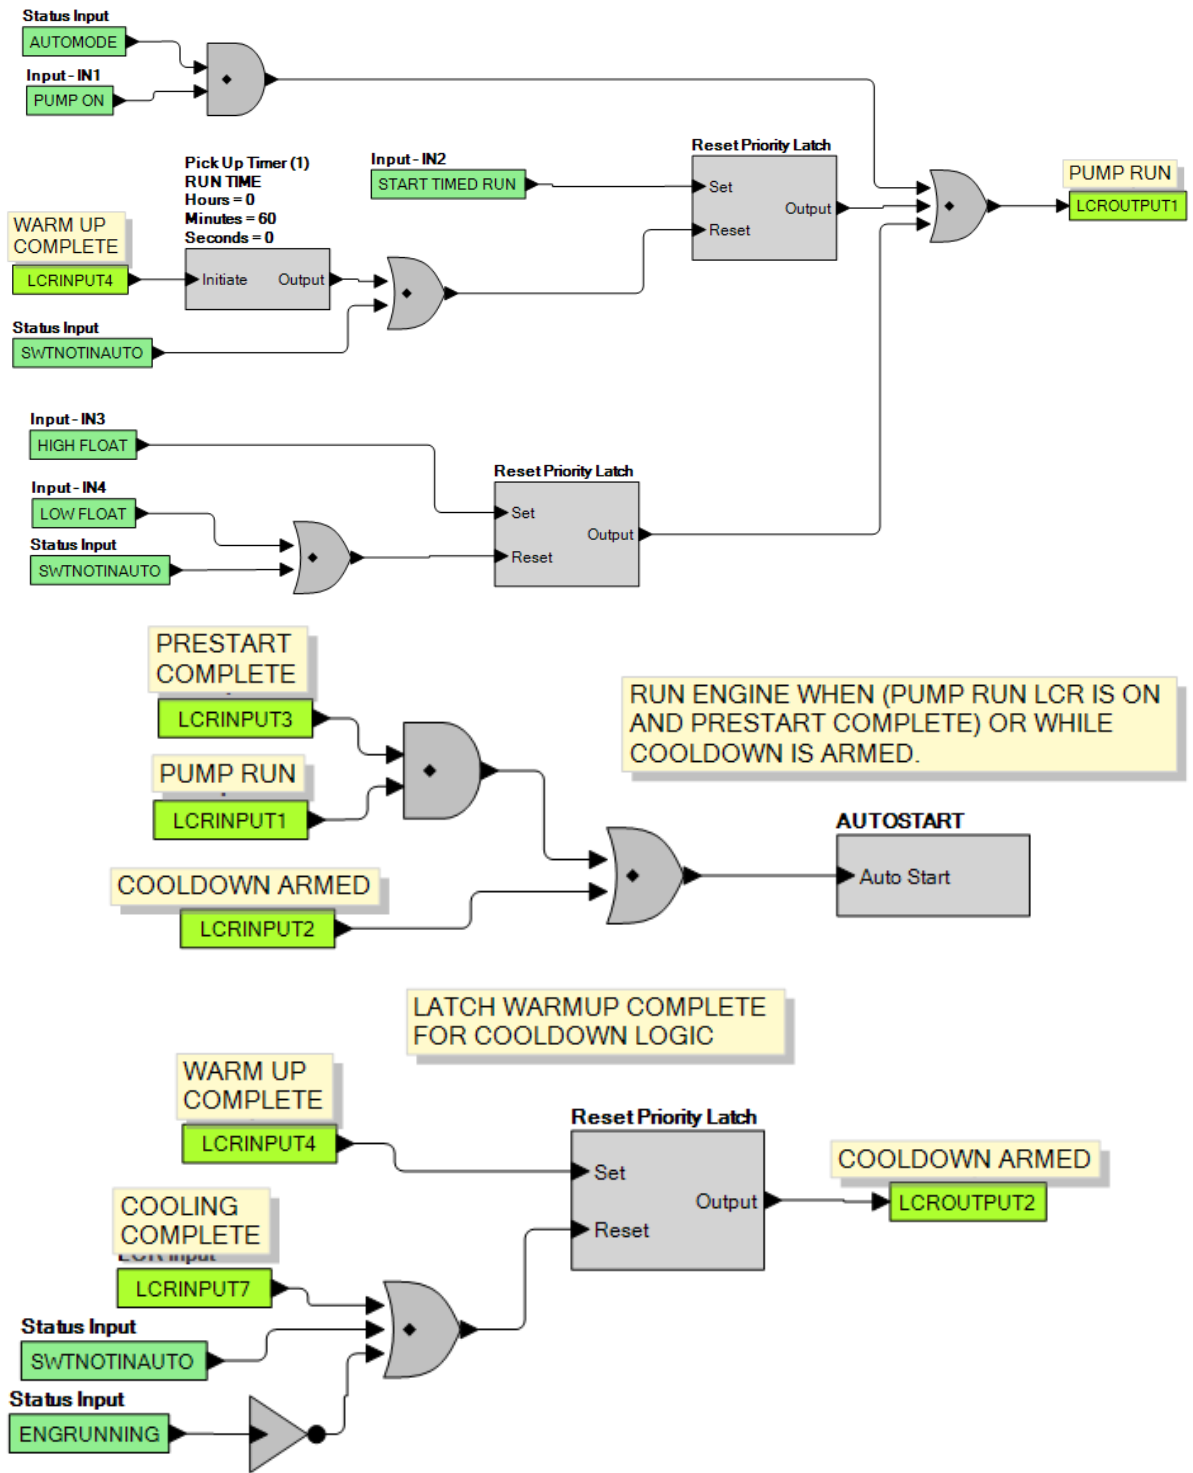 Status Input
AUTOMODE
Input - IN1
PUMP ON
Pick Up Timer (1)
RUN TIME
Hours = 0
Minutes = 60
Seconds = 0
Input - IN2
START TIMED RUN
Reset Priority Latch
Set
Output
Reset
PUMP RUN
LCROUTPUT1
WARM UP
COMPLETE
LCRINPUT4
Initiate Output
Status Input
SWTNOTINAUTO
Input - IN3
HIGH FLOAT
Input - IN4
LOW FLOAT
Status Input
SWTNOTINAUTO
Reset Priority Latch
Set
Output
Reset
PRESTART
COMPLETE
LCRINPUT3
PUMP RUN
LCRINPUT1
COOLDOWN ARMED
LCRINPUT2
RUN ENGINE WHEN (PUMP RUN LCR IS ON
AND PRESTART COMPLETE) OR WHILE
COOLDOWN IS ARMED.
AUTOSTART
Auto Start
LATCH WARMUP COMPLETE
FOR COOLDOWN LOGIC
WARM UP
COMPLETE
LCRINPUT4
COOLING
COMPLETE
LCR Input
LCRINPUT7
Status Input
SWTNOTINAUTO
Status Input
ENGRUNNING
Reset Priority Latch
Set
Output
Reset
COOLDOWN ARMED
LCROUTPUT2